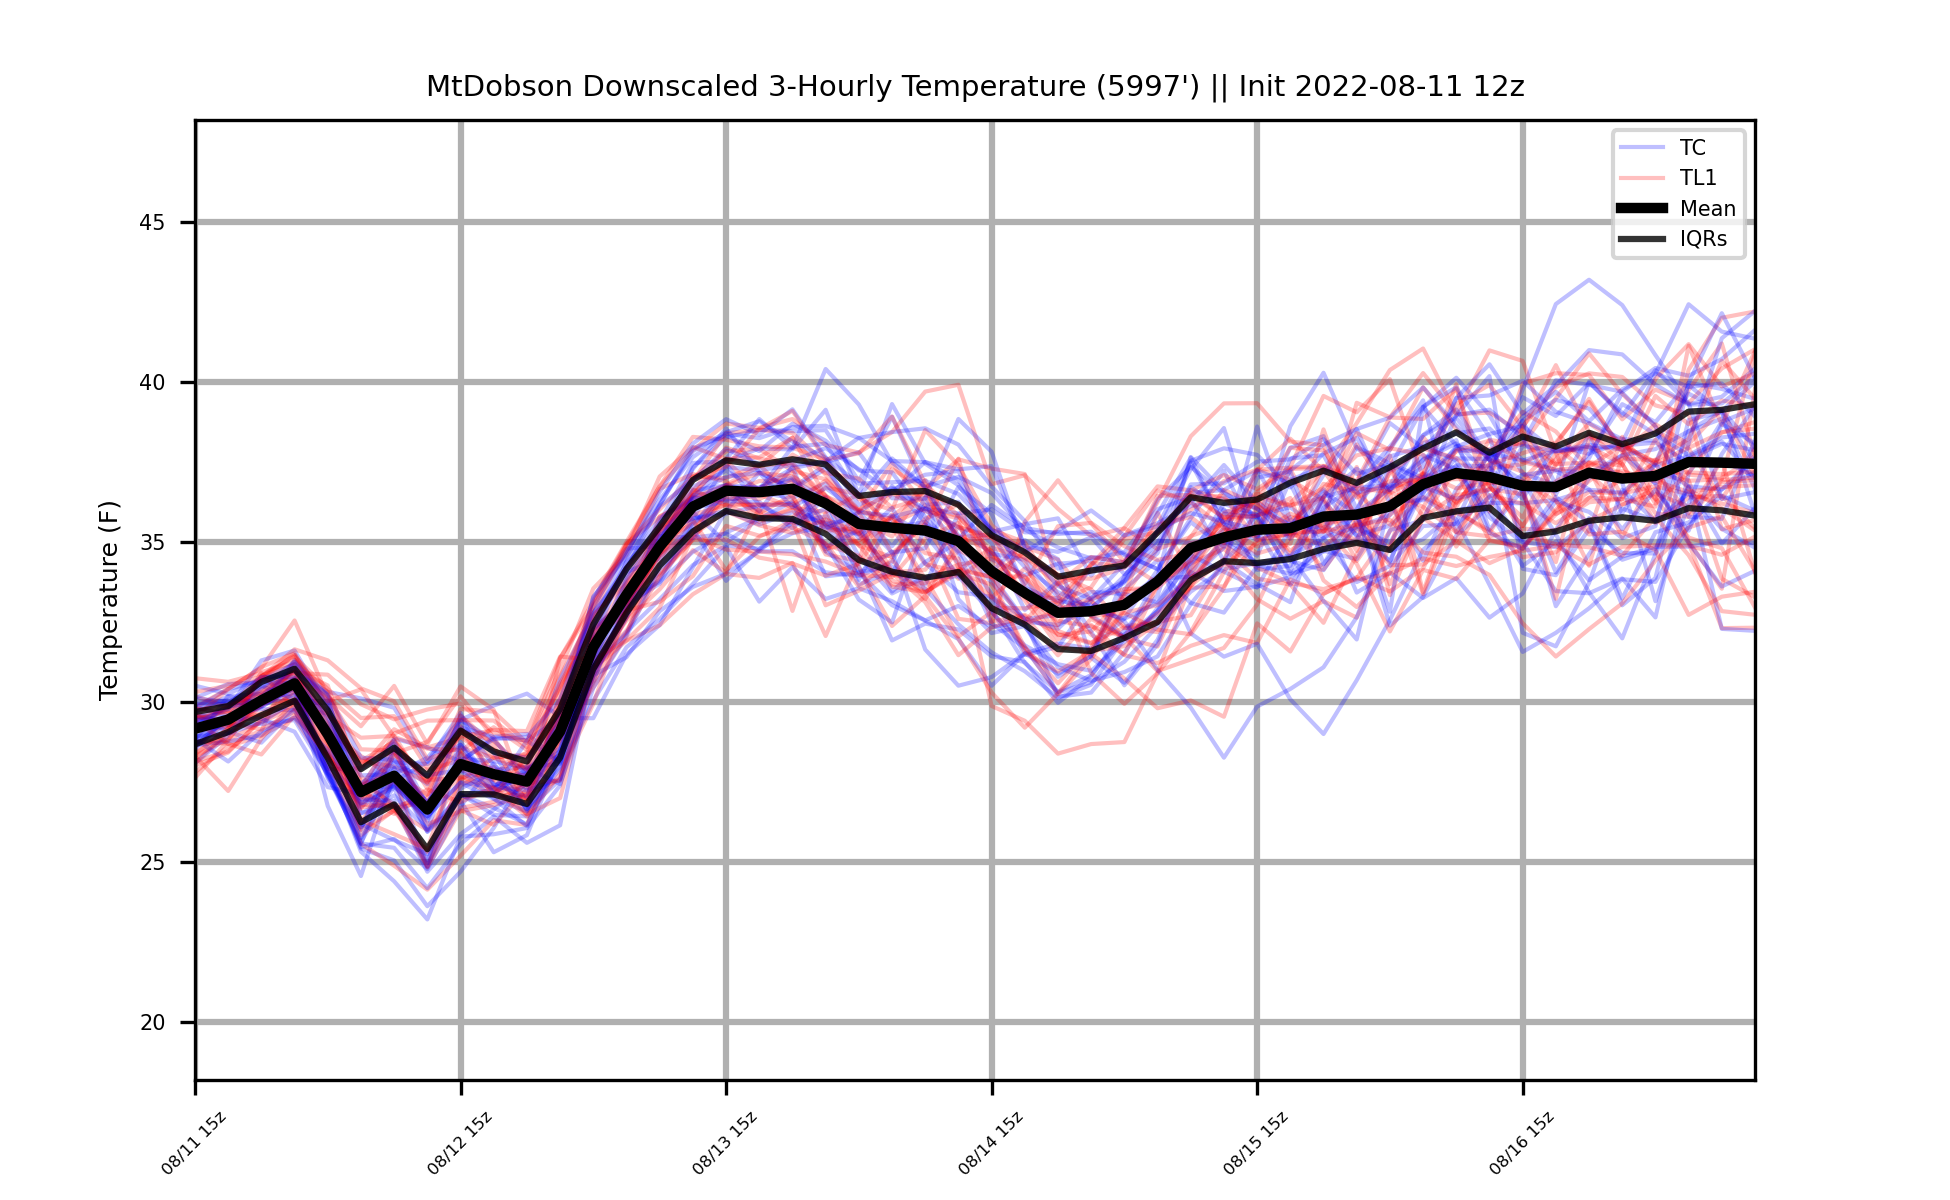 MtDobson Downscaled 3-Hourly Temperature (5997') || Init 2022-08-11 12z
TC
TL1
Mean
IQRs
Temperature (F)
45
40
35
30
25
20
08/11 15z
08/12 15z
08/13 15z
08/14 15z
08/15 15z
08/16 15z